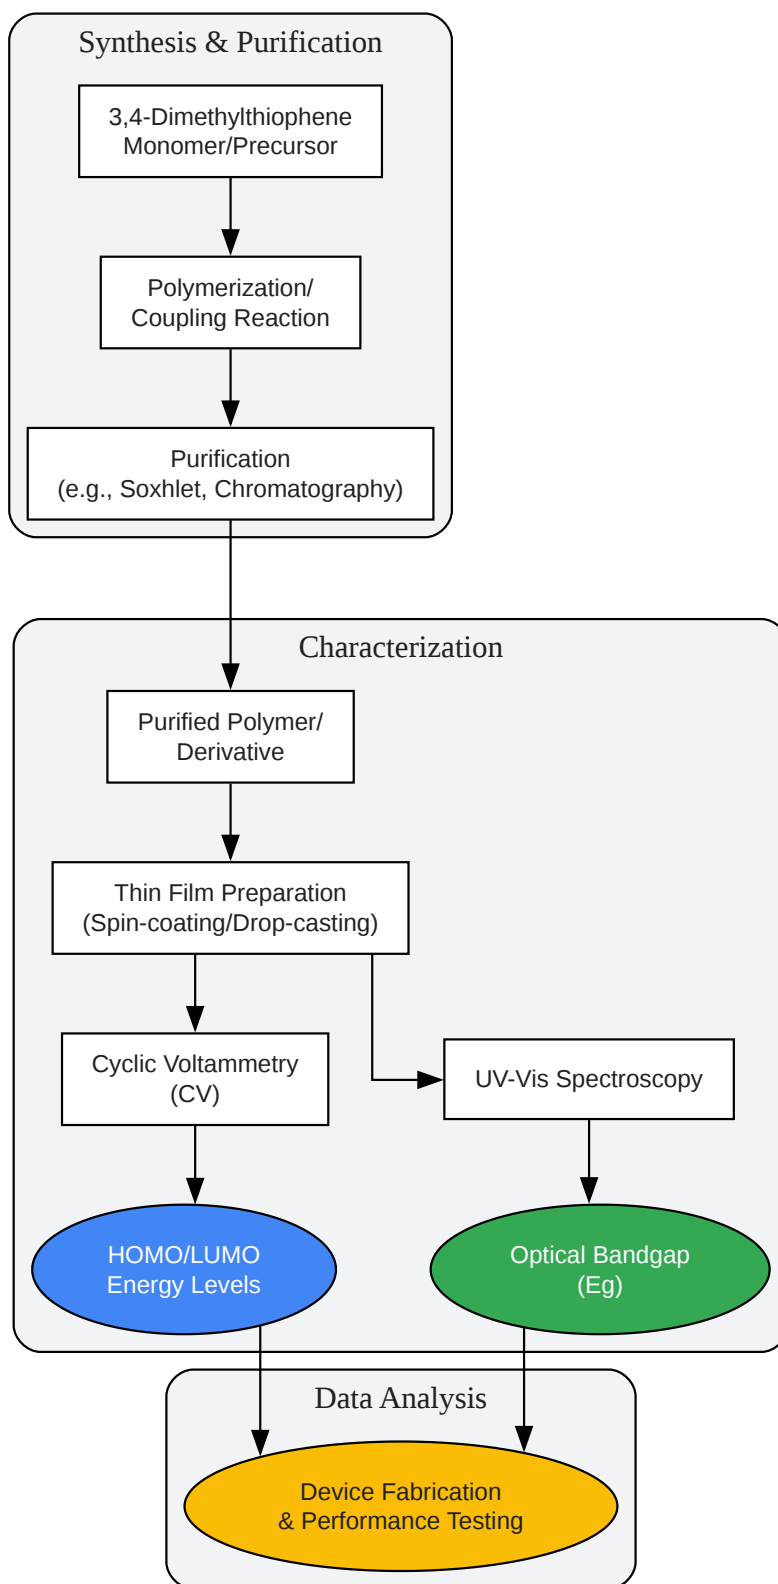 Synthesis & Purification
3,4-Dimethylthiophene
Monomer/Precursor
Polymerization/
Coupling Reaction
Purification
(e.g., Soxhlet, Chromatography)
Characterization
Purified Polymer/
Derivative
Thin Film Preparation
(Spin-coating/Drop-casting)
Cyclic Voltammetry
(CV)
UV-Vis Spectroscopy
HOMO/LUMO
Energy Levels
Optical Bandgap
(Eg)
Data Analysis
Device Fabrication
& Performance Testing